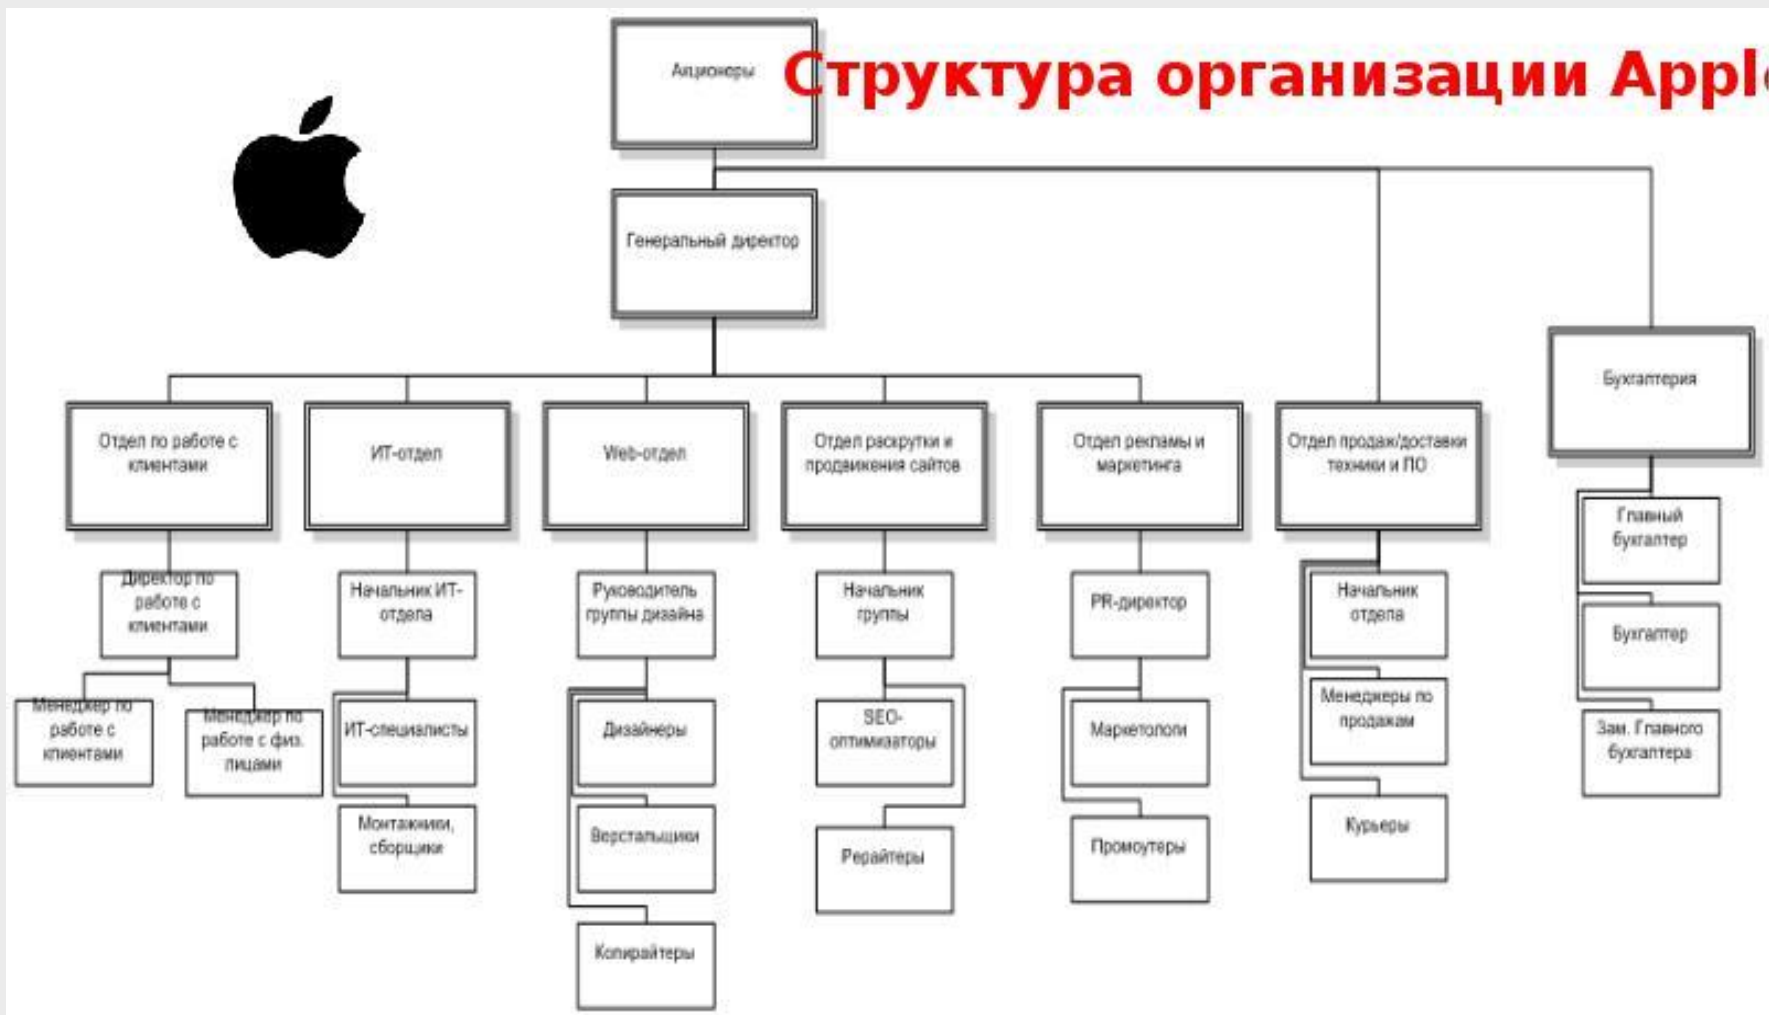 Акционеры
Структура организации Apple
Генеральный директор
Бухгалтерия
Отдел по работе с
клиентами
ИТ-отдел
Web-отдел
Отдел раскрутки и
продвижения сайтов
Отдел рекламы и
маркетинга
Отдел продаж/доставки
техники и ПО
Главный
бухгалтер
Бухгалтер
Зам. Главного
бухгалтера
Директор по
работе с
клиентами
Начальник ИТ-
отдела
Руководитель
группы дизайна
Начальник
группы
PR-директор
Начальник
отдела
Менеджер по
работе с
клиентами
Менеджер по
работе с физ.
лицами
ИТ-специалисты
Дизайнеры
SEO-
оптимизаторы
Маркетологи
Менеджеры по
продажам
Монтажники,
сборщики
Верстальщики
Рерайтеры
Промоутеры
Курьеры
Копирайтеры